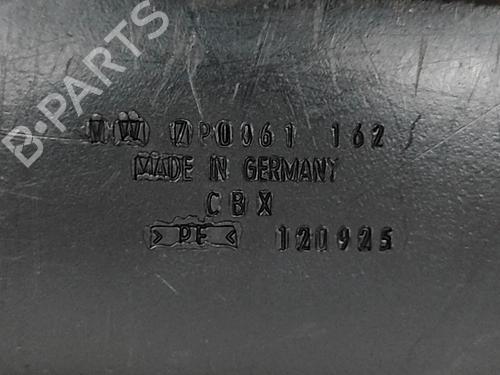 B-PARTS
VW 7P0061 162
MADE IN GERMANY
CBX
> PE < 120925